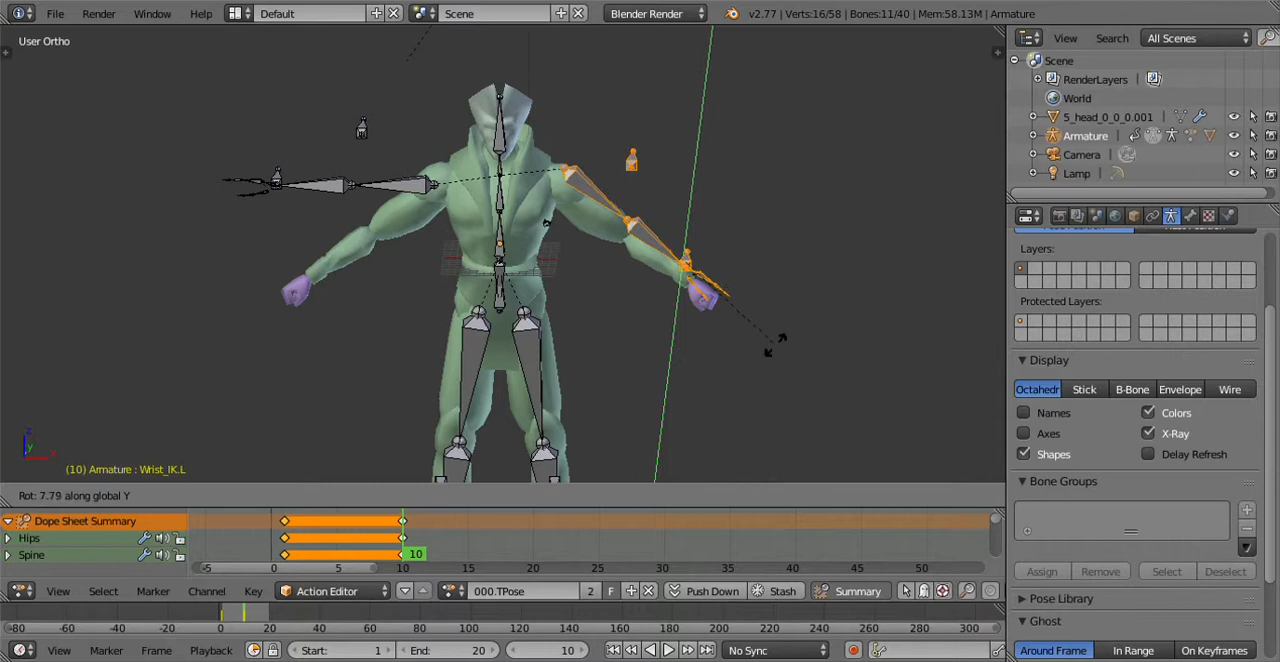 File Render Window Help Default Scene Blender Render v2.77 | Verts:16/58 | Bones:11/40 | Mem:58.13M | Armature
User Ortho
View Search All Scenes
Scene
RenderLayers
World
5_head_0_0_0.001
Armature
Camera
Lamp
Layers:
Protected Layers:
Display
Octahedr Stick B-Bone Envelope Wire
Names Colors
Axes X-Ray
Shapes Delay Refresh
Bone Groups
Assign Remove Select Deselect
Pose Library
Ghost
Around Frame In Range On Keyframes
z
y
x
(10) Armature : Wrist_IK.L
Rot: 7.79 along global Y
Dope Sheet Summary
Hips
Spine
10
-5 0 5 10 15 20 25 30 35 40 45 50
View Select Marker Channel Key Action Editor 000.TPose 2 F Push Down Stash Summary
-80 -60 -40 -20 0 20 40 60 80 100 120 140 160 180 200 220 240 260 280 300
View Marker Frame Playback Start: 1 End: 20 10 No Sync